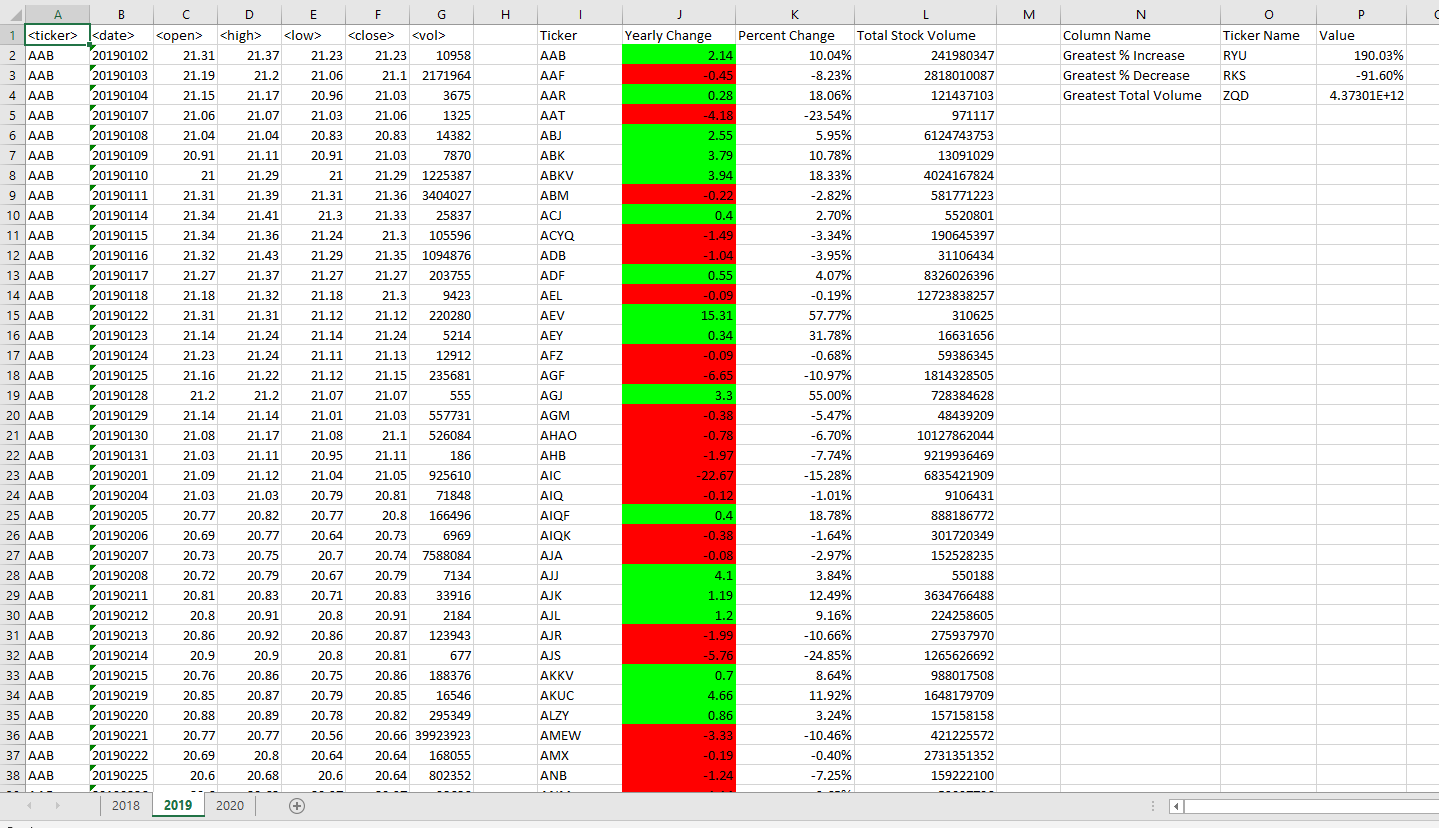 A B C D E F G H I J K L M N O P
1 <ticker> <date> <open> <high> <low> <close> <vol> Ticker Yearly Change Percent Change Total Stock Volume Column Name Ticker Name Value
2 AAB 20190102 21.31 21.37 21.23 21.23 10958 AAB 2.14 10.04% 241980347 Greatest % Increase RYU 190.03%
3 AAB 20190103 21.19 21.2 21.06 21.1 2171964 AAF -0.45 -8.23% 2818010087 Greatest % Decrease RKS -91.60%
4 AAB 20190104 21.15 21.17 20.96 21.03 3675 AAR 0.28 18.06% 121437103 Greatest Total Volume ZQD 4.37301E+12
5 AAB 20190107 21.06 21.07 21.03 21.06 1325 AAT -4.18 -23.54% 971117
6 AAB 20190108 21.04 21.04 20.83 20.83 14382 ABJ 2.55 5.95% 6124743753
7 AAB 20190109 20.91 21.11 20.91 21.03 7870 ABK 3.79 10.78% 13091029
8 AAB 20190110 21 21.29 21 21.29 1225387 ABKV 3.94 18.33% 4024167824
9 AAB 20190111 21.31 21.39 21.31 21.36 3404027 ABM -0.22 -2.82% 581771223
10 AAB 20190114 21.34 21.41 21.3 21.33 25837 ACJ 0.4 2.70% 5520801
11 AAB 20190115 21.34 21.36 21.24 21.3 105596 ACYQ -1.49 -3.34% 190645397
12 AAB 20190116 21.32 21.43 21.29 21.35 1094876 ADB -1.04 -3.95% 31106434
13 AAB 20190117 21.27 21.37 21.27 21.27 203755 ADF 0.55 4.07% 8326026396
14 AAB 20190118 21.18 21.32 21.18 21.3 9423 AEL -0.09 -0.19% 12723838257
15 AAB 20190122 21.31 21.31 21.12 21.12 220280 AEV 15.31 57.77% 310625
16 AAB 20190123 21.14 21.24 21.14 21.24 5214 AEY 0.34 31.78% 16631656
17 AAB 20190124 21.23 21.24 21.11 21.13 12912 AFZ -0.09 -0.68% 59386345
18 AAB 20190125 21.16 21.22 21.12 21.15 235681 AGF -6.65 -10.97% 1814328505
19 AAB 20190128 21.2 21.2 21.07 21.07 555 AGJ 3.3 55.00% 728384628
20 AAB 20190129 21.14 21.14 21.01 21.03 557731 AGM -0.38 -5.47% 48439209
21 AAB 20190130 21.08 21.17 21.08 21.1 526084 AHAO -0.78 -6.70% 10127862044
22 AAB 20190131 21.03 21.11 20.95 21.11 186 AHB -1.97 -7.74% 9219936469
23 AAB 20190201 21.09 21.12 21.04 21.05 925610 AIC -22.67 -15.28% 6835421909
24 AAB 20190204 21.03 21.03 20.79 20.81 71848 AIQ -0.12 -1.01% 9106431
25 AAB 20190205 20.77 20.82 20.77 20.8 166496 AIQF 0.4 18.78% 888186772
26 AAB 20190206 20.69 20.77 20.64 20.73 6969 AIQK -0.38 -1.64% 301720349
27 AAB 20190207 20.73 20.75 20.7 20.74 7588084 AJA -0.08 -2.97% 152528235
28 AAB 20190208 20.72 20.79 20.67 20.79 7134 AJJ 4.1 3.84% 550188
29 AAB 20190211 20.81 20.83 20.71 20.83 33916 AJK 1.19 12.49% 3634766488
30 AAB 20190212 20.8 20.91 20.8 20.91 2184 AJL 1.2 9.16% 224258605
31 AAB 20190213 20.86 20.92 20.86 20.87 123943 AJR -1.99 -10.66% 275937970
32 AAB 20190214 20.9 20.9 20.8 20.81 677 AJS -5.76 -24.85% 1265626692
33 AAB 20190215 20.76 20.86 20.75 20.86 188376 AKKV 0.7 8.64% 988017508
34 AAB 20190219 20.85 20.87 20.79 20.85 16546 AKUC 4.66 11.92% 1648179709
35 AAB 20190220 20.88 20.89 20.78 20.82 295349 ALZY 0.86 3.24% 157158158
36 AAB 20190221 20.77 20.77 20.56 20.66 39923923 AMEW -3.33 -10.46% 421225572
37 AAB 20190222 20.69 20.8 20.64 20.64 168055 AMX -0.19 -0.40% 2731351352
38 AAB 20190225 20.6 20.68 20.6 20.64 802352 ANB -1.24 -7.25% 159222100
2018 2019 2020